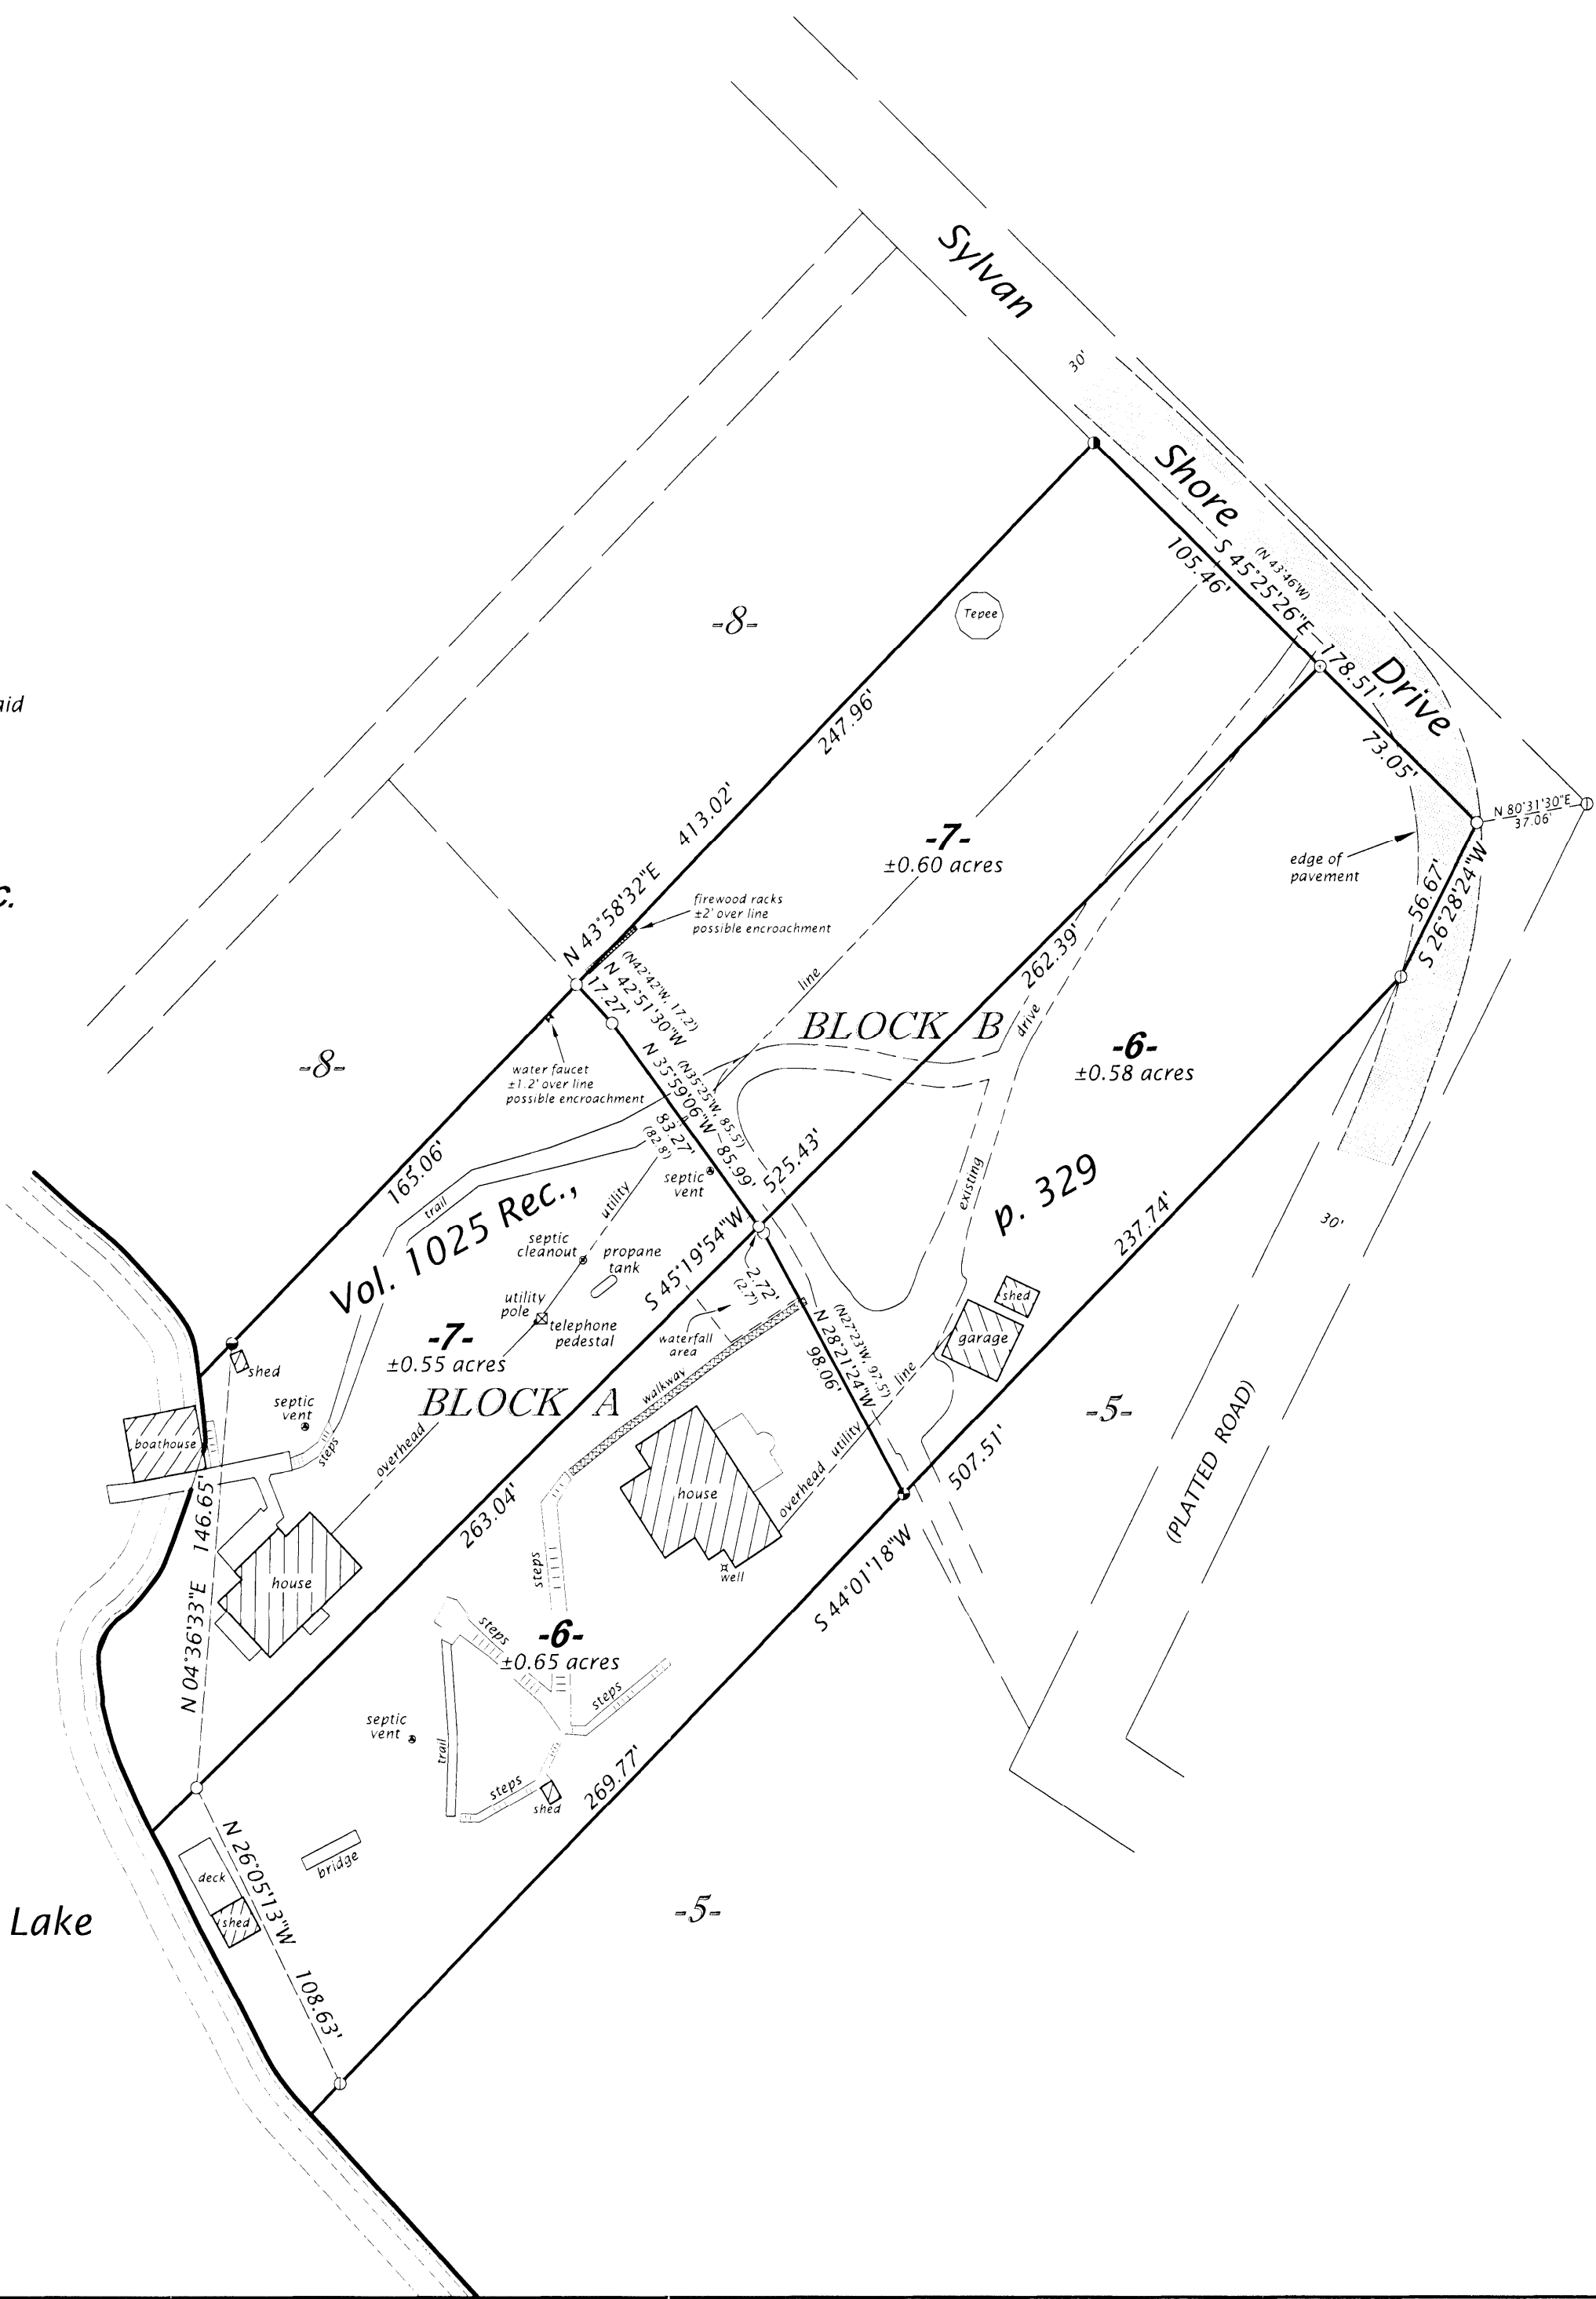 Sylvan
30'
Shore
(N 43°46'W)
S 45°25'26"E
178.51'
105.46'
Drive
73.05'
N 80°31'30"E
37.06'
-8-
Tepee
aid
247.96'
413.02'
N 43°58'32"E
-7-
±0.60 acres
edge of
pavement
56.67'
S 26°28'24"W
c.
firewood racks
±2' over line
possible encroachment
262.39'
line
(N42°42'W, 17.2')
N 42°51'30"W
17.27'
BLOCK B
drive
-6-
±0.58 acres
-8-
water faucet
±1.2' over line
possible encroachment
(N35°25'W, 85.5')
N 35°59'06"W
85.99'
83.27'
(82.8')
165.06'
525.43'
septic
vent
existing
p. 329
trail
utility
Vol. 1025 Rec.,
S 45°19'54"W
237.74'
30'
septic
cleanout
propane
tank
2.72'
(2.7')
utility
pole
telephone
pedestal
shed
garage
waterfall
area
(N27°23'W, 97.5')
N 28°21'24"W
98.06'
-7-
±0.55 acres
shed
walkway
line
septic
vent
BLOCK A
-5-
(PLATTED ROAD)
boathouse
steps
overhead
utility
507.51'
house
overhead
263.04'
146.65'
N 04°36'33"E
S 44°01'18"W
house
steps
well
-6-
±0.65 acres
steps
steps
septic
vent
trail
steps
shed
269.77'
N 26°05'13"W
108.63'
deck
bridge
shed
-5-
Lake